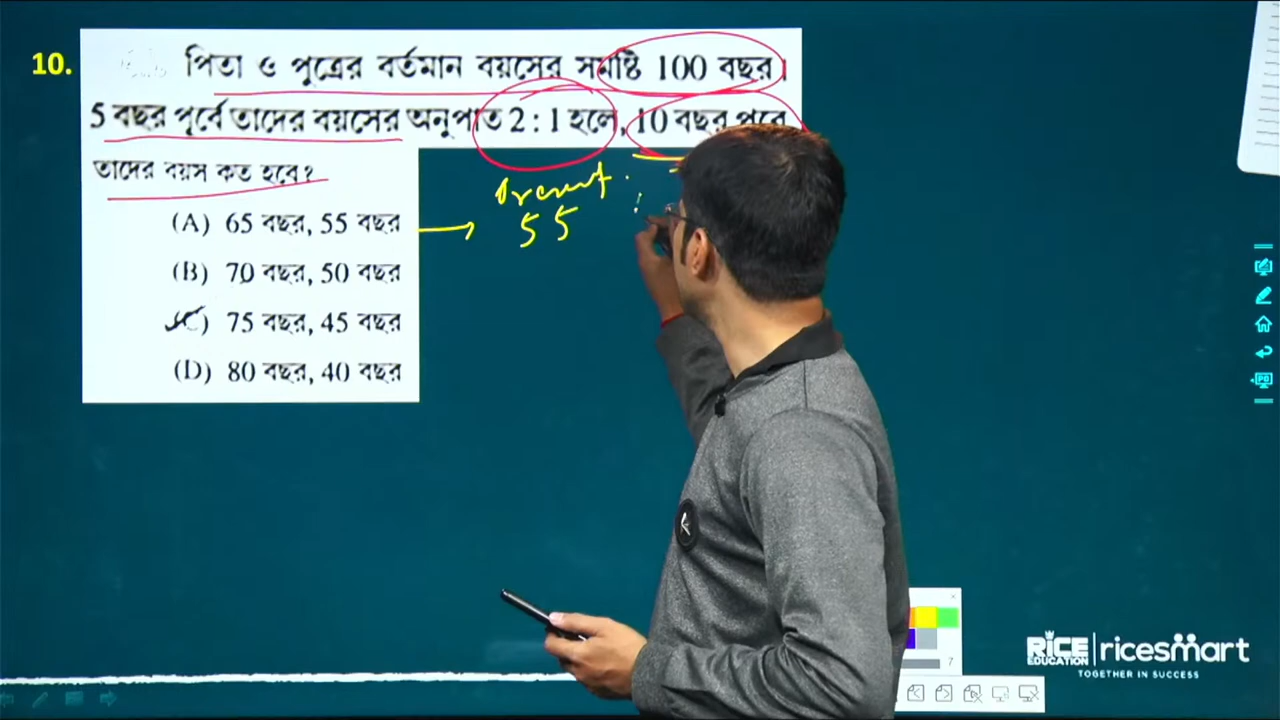 10.
পিতা ও পুত্রের বর্তমান বয়সের সমষ্টি 100 বছর।
5 বছর পূর্বে তাদের বয়সের অনুপাত 2 : 1 হলে, 10 বছর পরে
তাদের বয়স কত হবে?
Present
(A) 65 বছর, 55 বছর
55
(B) 70 বছর, 50 বছর
(C) 75 বছর, 45 বছর
(D) 80 বছর, 40 বছর
7
RICE EDUCATION ricesmart
TOGETHER IN SUCCESS